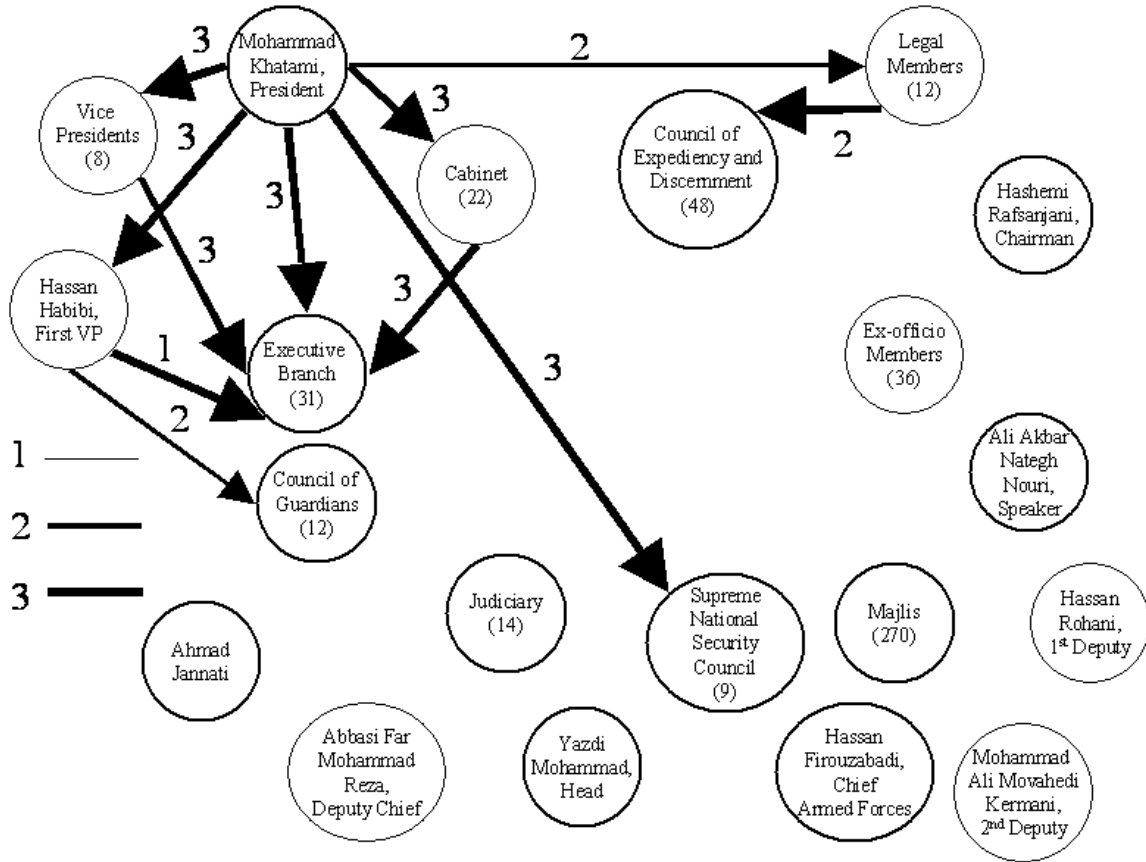 Mohammad
Khatami,
President
3
2
Legal
Members
(12)
Vice
Presidents
(8)
3
3
Cabinet
(22)
Council of
Expediency and
Discernment
(48)
2
3
Hashemi
Rafsanjani,
Chairman
3
3
Hassan
Habibi,
First VP
1
Executive
Branch
(31)
3
Ex-officio
Members
(36)
2
1
Council of
Guardians
(12)
Ali Akbar
Nategh
Nouri,
Speaker
2
3
Ahmad
Jannati
Judiciary
(14)
Supreme
National
Security
Council
(9)
Majlis
(270)
Hassan
Rohani,
1st Deputy
Abbasi Far
Mohammad
Reza,
Deputy Chief
Yazdi
Mohammad,
Head
Hassan
Firouzabadi,
Chief
Armed Forces
Mohammad
Ali Movahedi
Kermani,
2nd Deputy